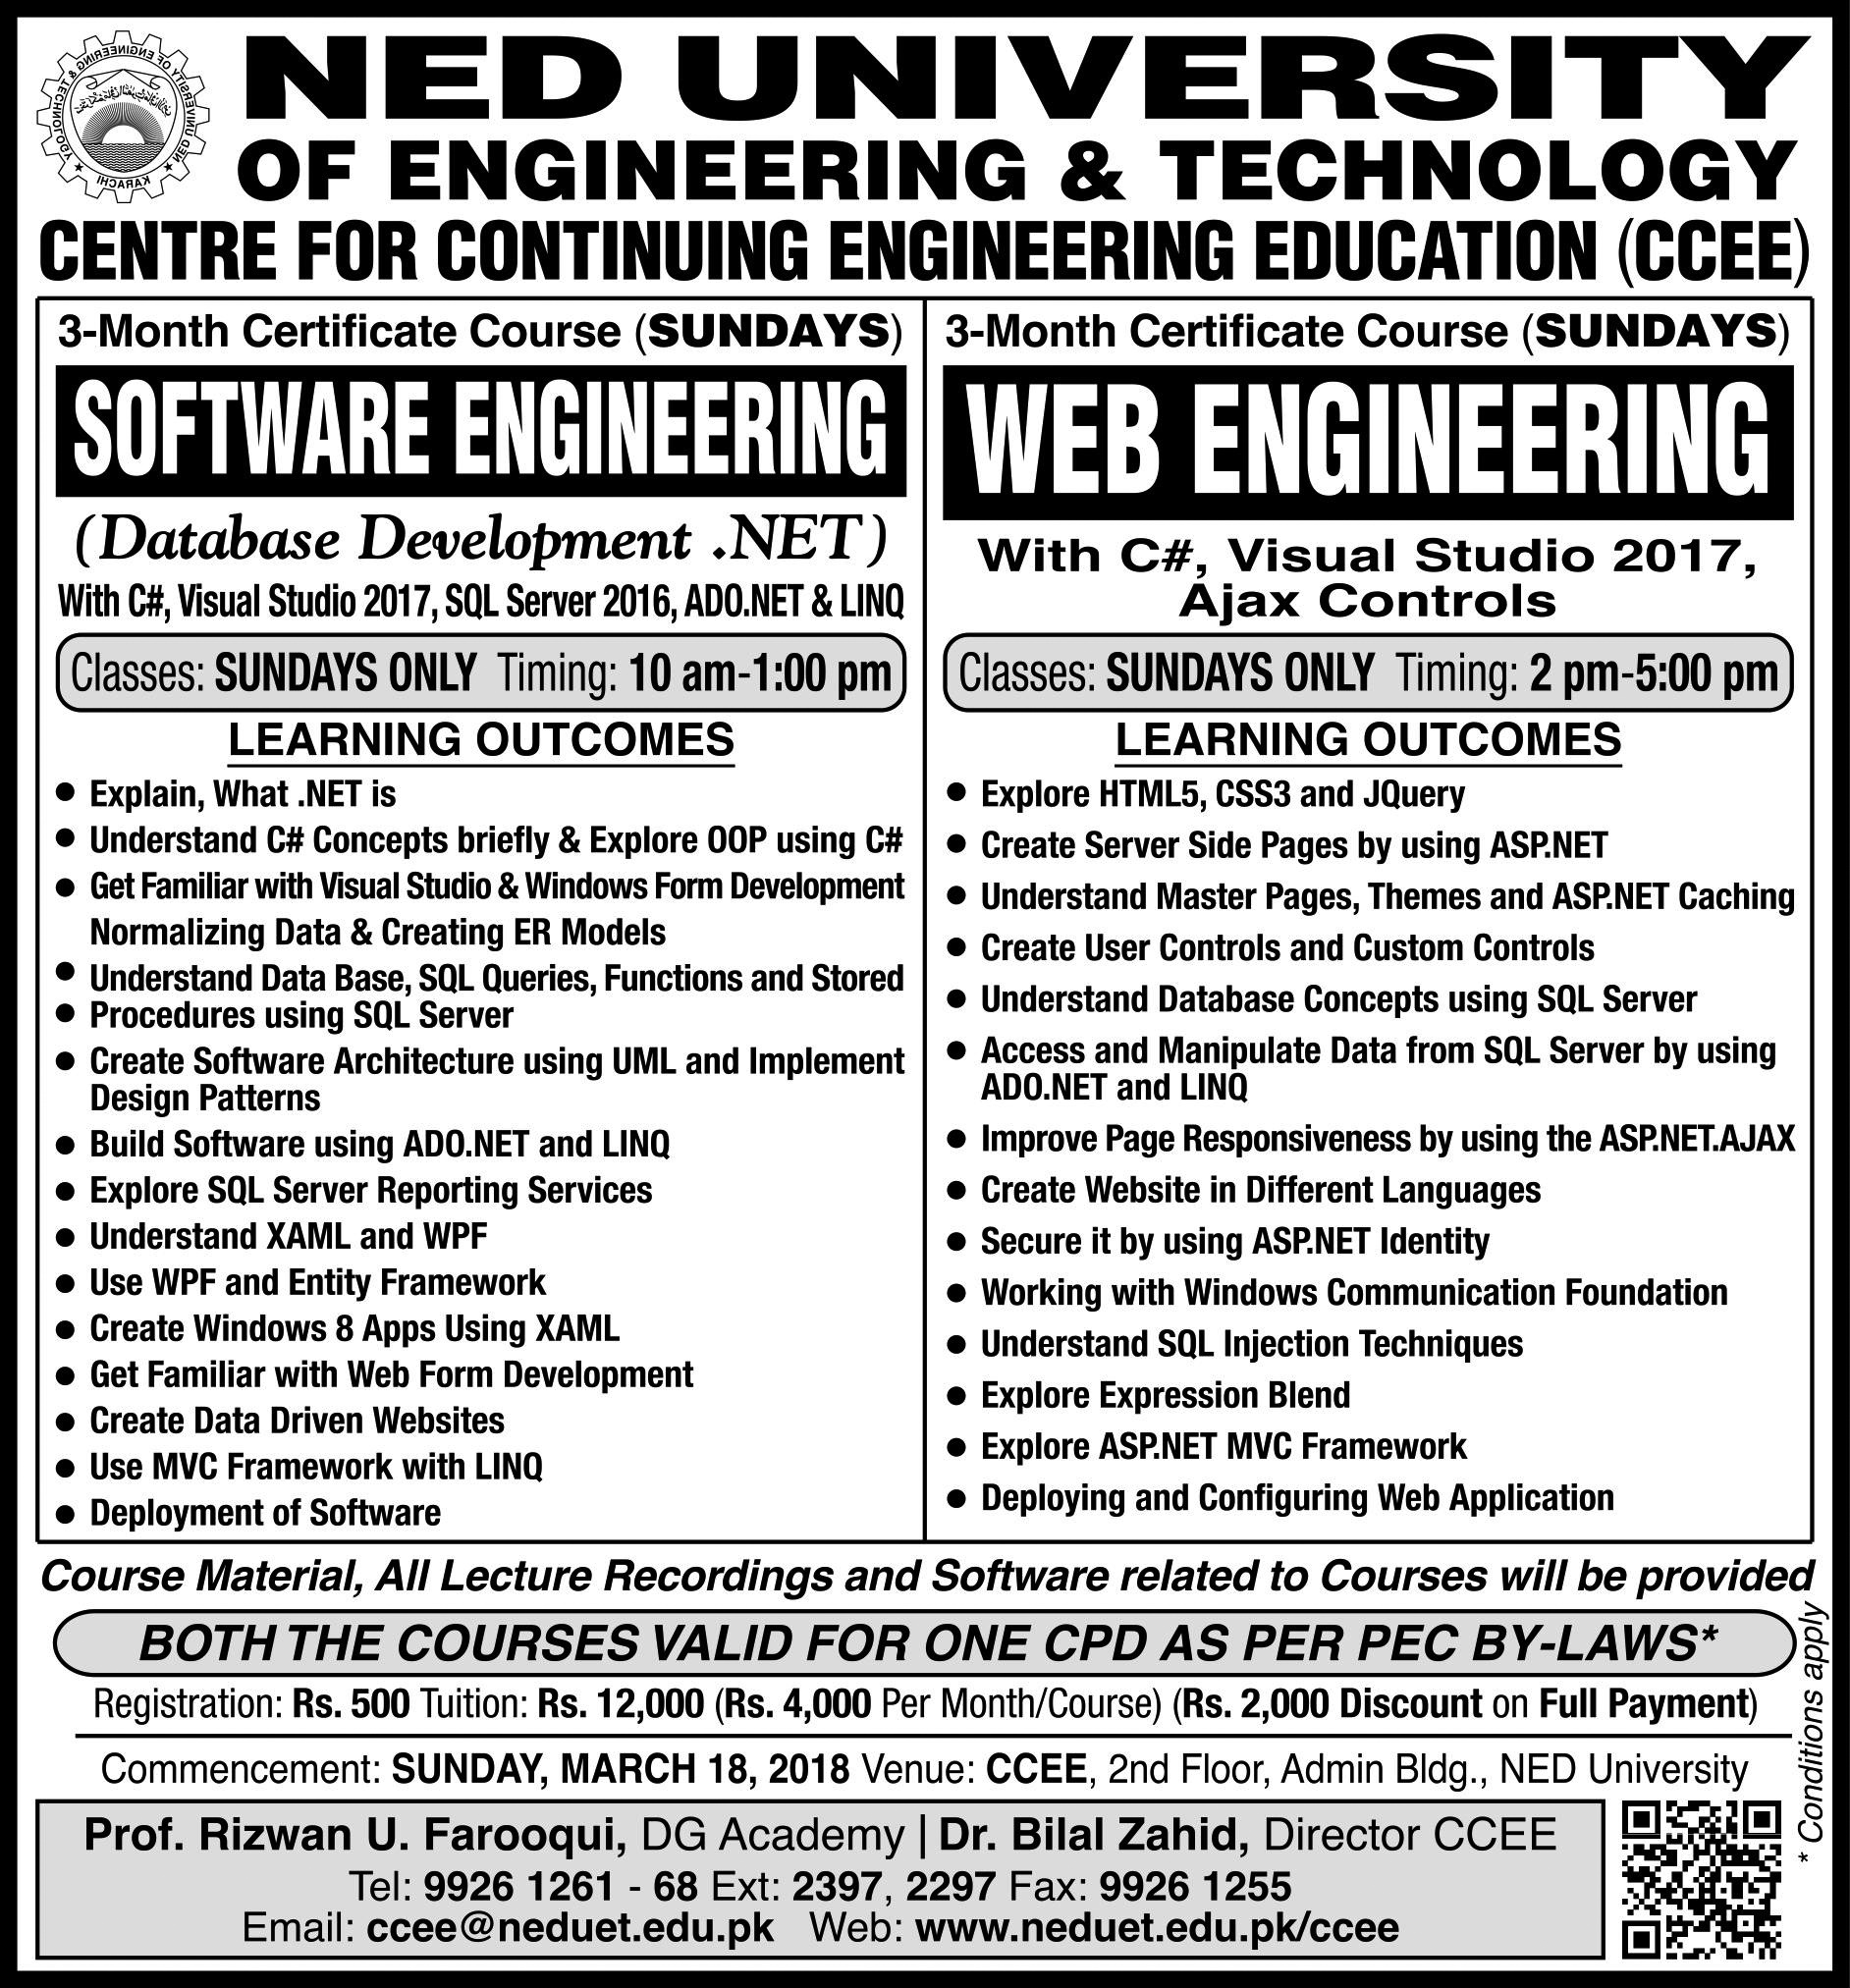 NED UNIVERSITY OF ENGINEERING & TECHNOLOGY
KARACHI
NED UNIVERSITY
OF ENGINEERING & TECHNOLOGY
CENTRE FOR CONTINUING ENGINEERING EDUCATION (CCEE)
3-Month Certificate Course (SUNDAYS)
SOFTWARE ENGINEERING
(Database Development .NET)
With C#, Visual Studio 2017, SQL Server 2016, ADO.NET & LINQ
Classes: SUNDAYS ONLY Timing: 10 am-1:00 pm
LEARNING OUTCOMES
● Explain, What .NET is
● Understand C# Concepts briefly & Explore OOP using C#
● Get Familiar with Visual Studio & Windows Form Development
Normalizing Data & Creating ER Models
● Understand Data Base, SQL Queries, Functions and Stored
● Procedures using SQL Server
● Create Software Architecture using UML and Implement
Design Patterns
● Build Software using ADO.NET and LINQ
● Explore SQL Server Reporting Services
● Understand XAML and WPF
● Use WPF and Entity Framework
● Create Windows 8 Apps Using XAML
● Get Familiar with Web Form Development
● Create Data Driven Websites
● Use MVC Framework with LINQ
● Deployment of Software
3-Month Certificate Course (SUNDAYS)
WEB ENGINEERING
With C#, Visual Studio 2017,
Ajax Controls
Classes: SUNDAYS ONLY Timing: 2 pm-5:00 pm
LEARNING OUTCOMES
● Explore HTML5, CSS3 and JQuery
● Create Server Side Pages by using ASP.NET
● Understand Master Pages, Themes and ASP.NET Caching
● Create User Controls and Custom Controls
● Understand Database Concepts using SQL Server
● Access and Manipulate Data from SQL Server by using
ADO.NET and LINQ
● Improve Page Responsiveness by using the ASP.NET.AJAX
● Create Website in Different Languages
● Secure it by using ASP.NET Identity
● Working with Windows Communication Foundation
● Understand SQL Injection Techniques
● Explore Expression Blend
● Explore ASP.NET MVC Framework
● Deploying and Configuring Web Application
Course Material, All Lecture Recordings and Software related to Courses will be provided
BOTH THE COURSES VALID FOR ONE CPD AS PER PEC BY-LAWS*
Registration: Rs. 500 Tuition: Rs. 12,000 (Rs. 4,000 Per Month/Course) (Rs. 2,000 Discount on Full Payment)
* Conditions apply
Commencement: SUNDAY, MARCH 18, 2018 Venue: CCEE, 2nd Floor, Admin Bldg., NED University
Prof. Rizwan U. Farooqui, DG Academy | Dr. Bilal Zahid, Director CCEE
Tel: 9926 1261 - 68 Ext: 2397, 2297 Fax: 9926 1255
Email: ccee@neduet.edu.pk Web: www.neduet.edu.pk/ccee